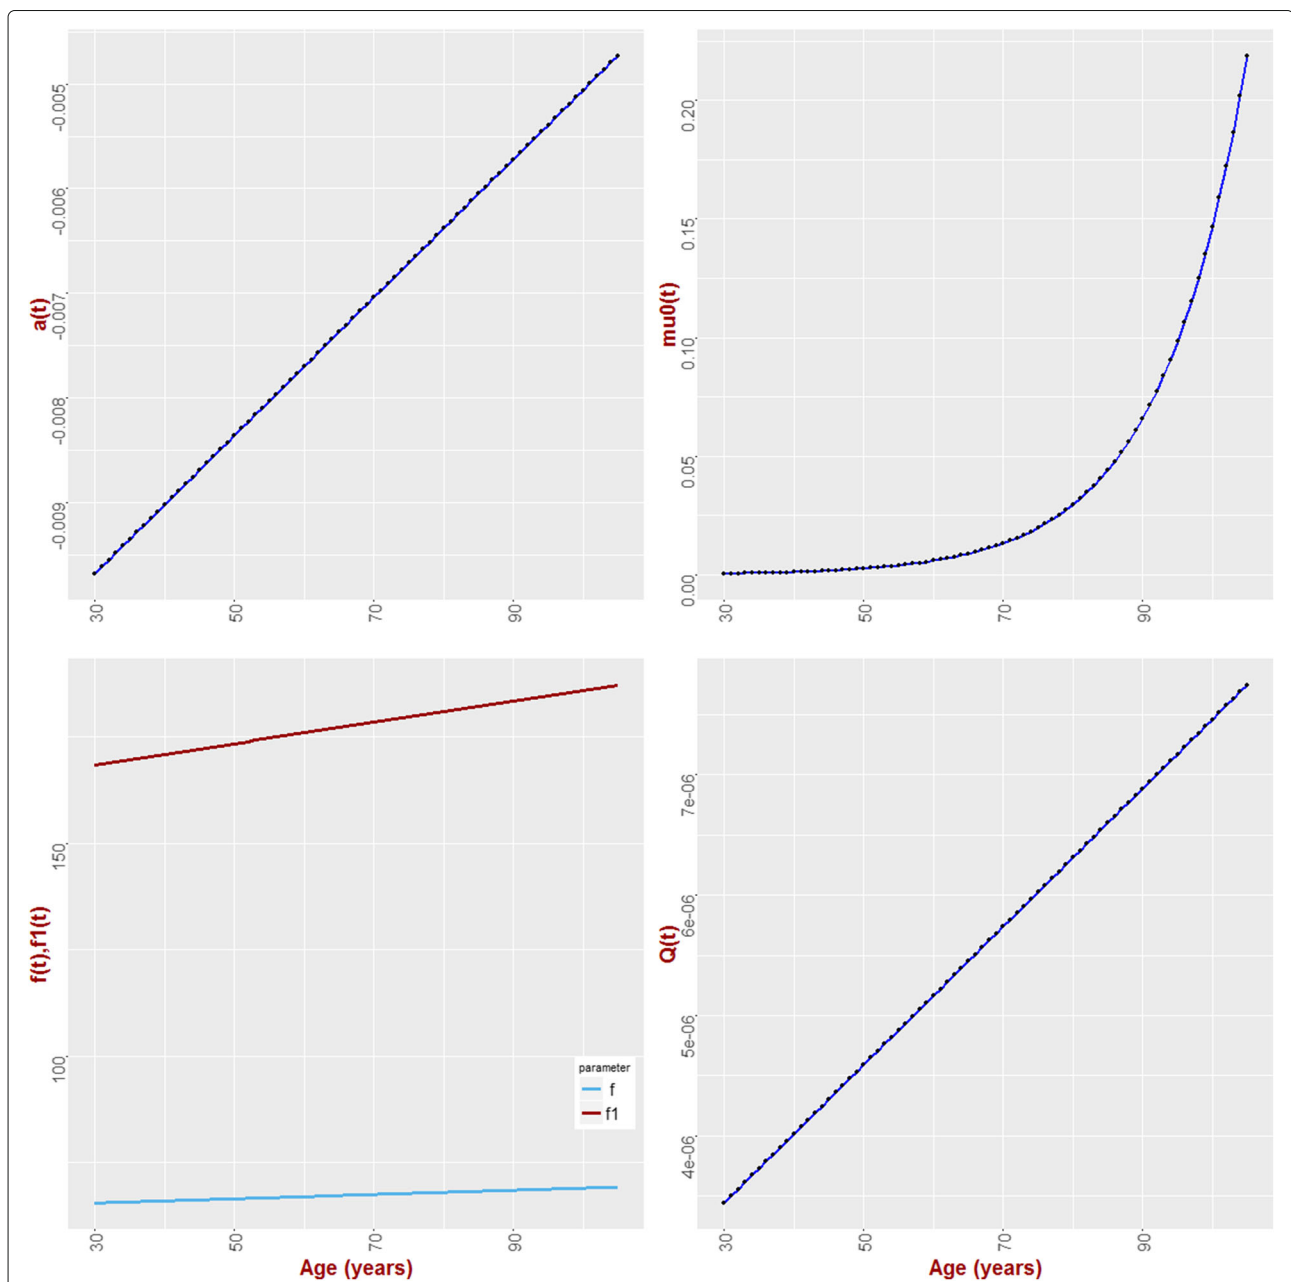 a(t)
-0.005
-0.006
-0.007
-0.008
-0.009
30 50 70 90
mu0(t)
0.20
0.15
0.10
0.05
0.00
30 50 70 90
f(t),f1(t)
150
100
parameter
f
f1
30 50 70 90
Age (years)
Q(t)
7e-06
6e-06
5e-06
4e-06
30 50 70 90
Age (years)